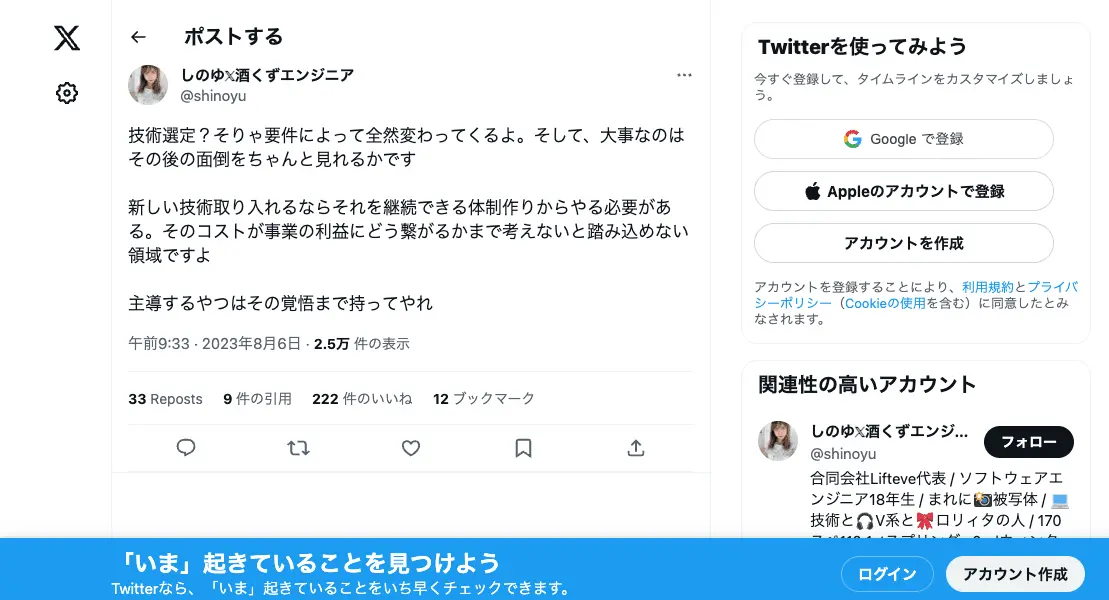 ポストする
しのゆ𝕏酒くずエンジニア
@shinoyu
技術選定？そりゃ要件によって全然変わってくるよ。そして、大事なのは
その後の面倒をちゃんと見れるかです
新しい技術取り入れるならそれを継続できる体制作りからやる必要があ
る。そのコストが事業の利益にどう繋がるかまで考えないと踏み込めない
領域ですよ
主導するやつはその覚悟まで持ってやれ
午前9:33 · 2023年8月6日 · 2.5万 件の表示
33 Reposts 9 件の引用 222 件のいいね 12 ブックマーク
Twitterを使ってみよう
今すぐ登録して、タイムラインをカスタマイズしましょ
う。
Google で登録
Appleのアカウントで登録
アカウントを作成
アカウントを登録することにより、利用規約とプライバ
シーポリシー（Cookieの使用を含む）に同意したとみ
なされます。
関連性の高いアカウント
しのゆ𝕏酒くずエンジ...
@shinoyu
フォロー
合同会社Lifteve代表 / ソフトウェアエ
ンジニア18年生 / まれに📸被写体 / 💻
技術と🎧V系と🎀ロリィタの人 / 170
「いま」起きていることを見つけよう
Twitterなら、「いま」起きていることをいち早くチェックできます。
ログイン
アカウント作成